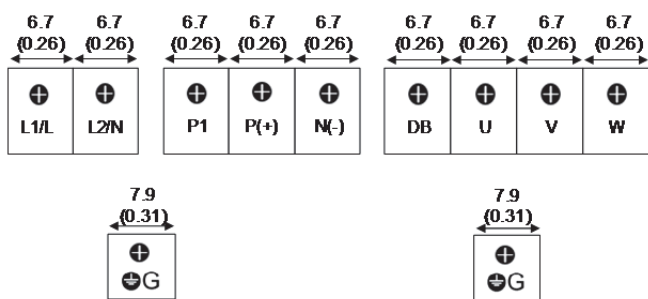 6.7 6.7 6.7 6.7 6.7 6.7 6.7 6.7 6.7
(0.26) (0.26) (0.26) (0.26) (0.26) (0.26) (0.26) (0.26) (0.26)
L1/L L2/N P1 P(+) N(-) DB U V W
7.9 7.9
(0.31) (0.31)
G G